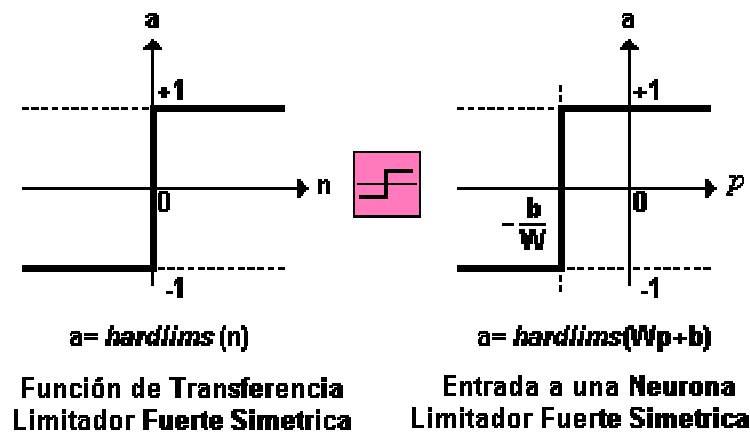 a
+1
n
0
-1
a= hardlims (n)
Función de Transferencia
Limitador Fuerte Simetrica
a
+1
p
0
-b/W
-1
a= hardlims(Wp+b)
Entrada a una Neurona
Limitador Fuerte Simetrica